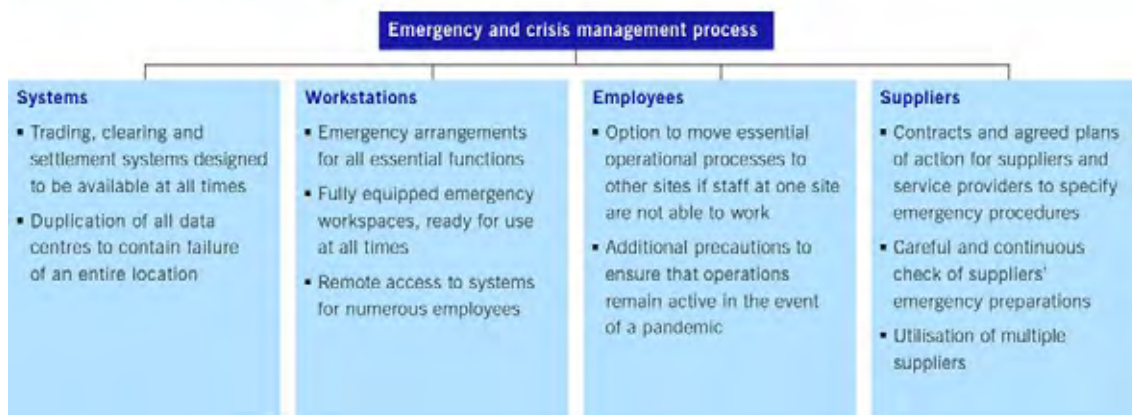 Emergency and crisis management process
Systems
▪ Trading, clearing and
settlement systems designed
to be available at all times
▪ Duplication of all data
centres to contain failure
of an entire location
Workstations
▪ Emergency arrangements
for all essential functions
▪ Fully equipped emergency
workspaces, ready for use
at all times
▪ Remote access to systems
for numerous employees
Employees
▪ Option to move essential
operational processes to
other sites if staff at one site
are not able to work
▪ Additional precautions to
ensure that operations
remain active in the event
of a pandemic
Suppliers
▪ Contracts and agreed plans
of action for suppliers and
service providers to specify
emergency procedures
▪ Careful and continuous
check of suppliers'
emergency preparations
▪ Utilisation of multiple
suppliers